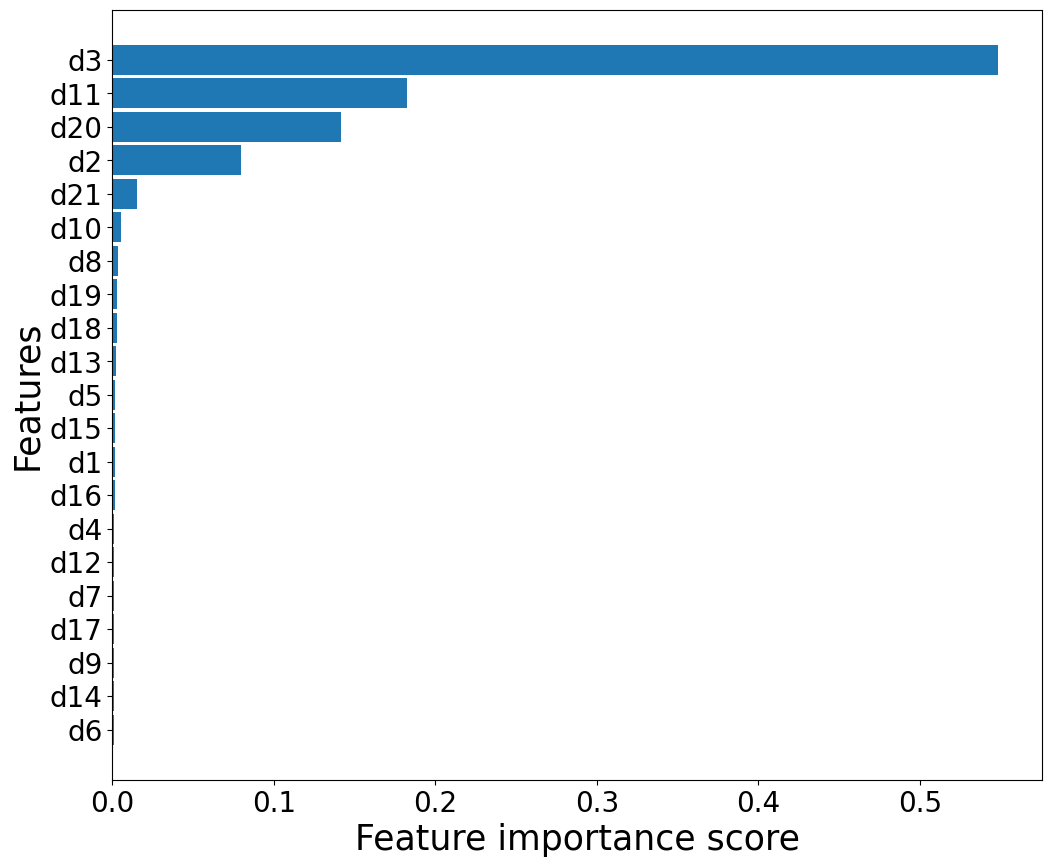 d3
d11
d20
d2
d21
d10
d8
d19
d18
d13
d5
d15
d1
d16
d4
d12
d7
d17
d9
d14
d6
Features
0.0 0.1 0.2 0.3 0.4 0.5
Feature importance score